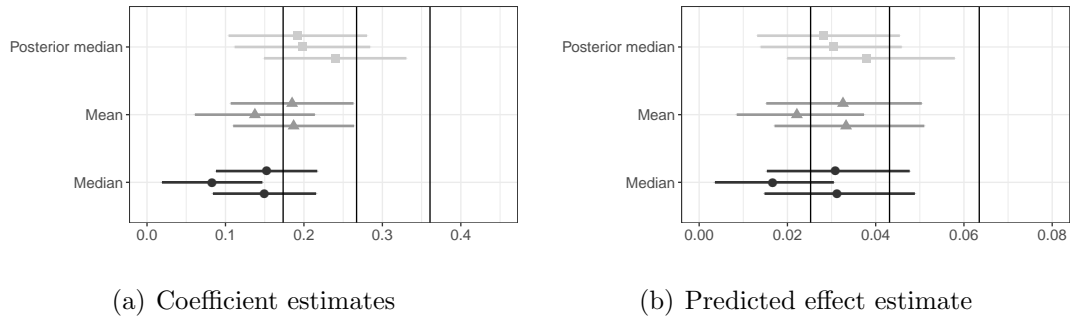 Posterior median
Mean
Median
0.0 0.1 0.2 0.3 0.4
(a) Coefficient estimates
Posterior median
Mean
Median
0.00 0.02 0.04 0.06 0.08
(b) Predicted effect estimate